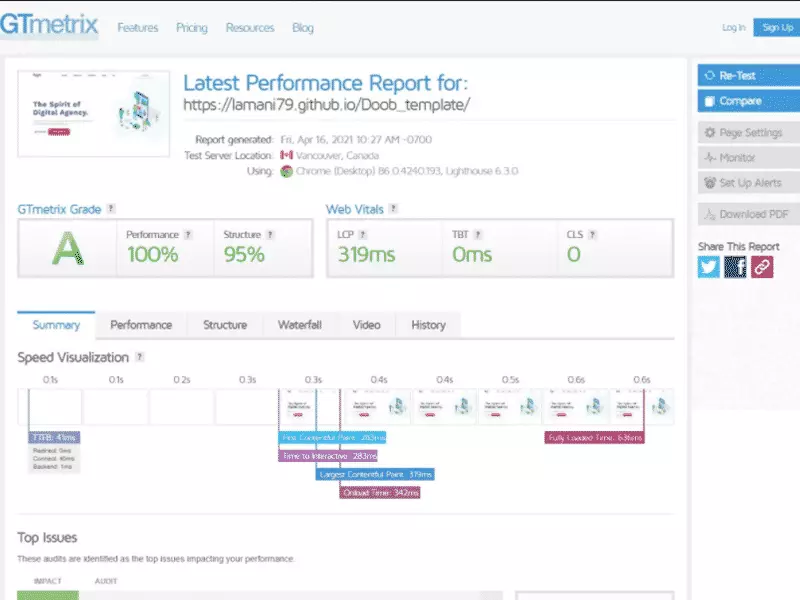 GTmetrix Features Pricing Resources Blog Log In Sign Up
The Spirit of
Digital Agency.
Latest Performance Report for:
https://lamani79.github.io/Doob_template/
Report generated: Fri, Apr 16, 2021 10:27 AM -0700
Test Server Location: Vancouver, Canada
Using: Chrome (Desktop) 86.0.4240.193, Lighthouse 6.3.0
Re-Test
Compare
Page Settings
Monitor
Set Up Alerts
Download PDF
Share This Report
GTmetrix Grade ?
A
Performance ?
100%
Structure ?
95%
Web Vitals ?
LCP ?
319ms
TBT ?
0ms
CLS ?
0
Summary Performance Structure Waterfall Video History
Speed Visualization ?
0.1s 0.1s 0.2s 0.3s 0.3s 0.4s 0.4s 0.5s 0.6s 0.6s
TTFB: 41ms
Redirect: 0ms
Connect: 40ms
Backend: 1ms
First Contentful Paint: 283ms
Time to Interactive: 283ms
Largest Contentful Paint: 319ms
Onload Time: 342ms
Fully Loaded Time: 636ms
Top Issues
These audits are identified as the top issues impacting your performance.
IMPACT AUDIT